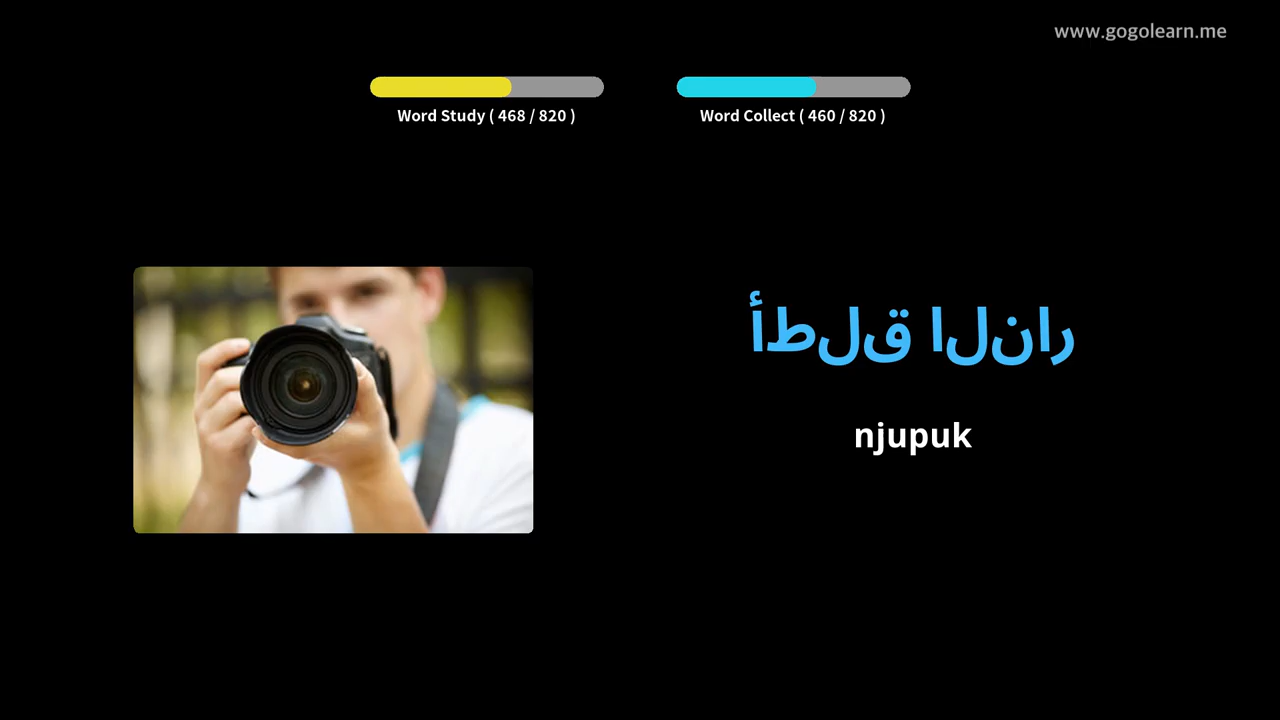 www.gogolearn.me
Word Study ( 468 / 820 )
Word Collect ( 460 / 820 )
أطلق النار
njupuk